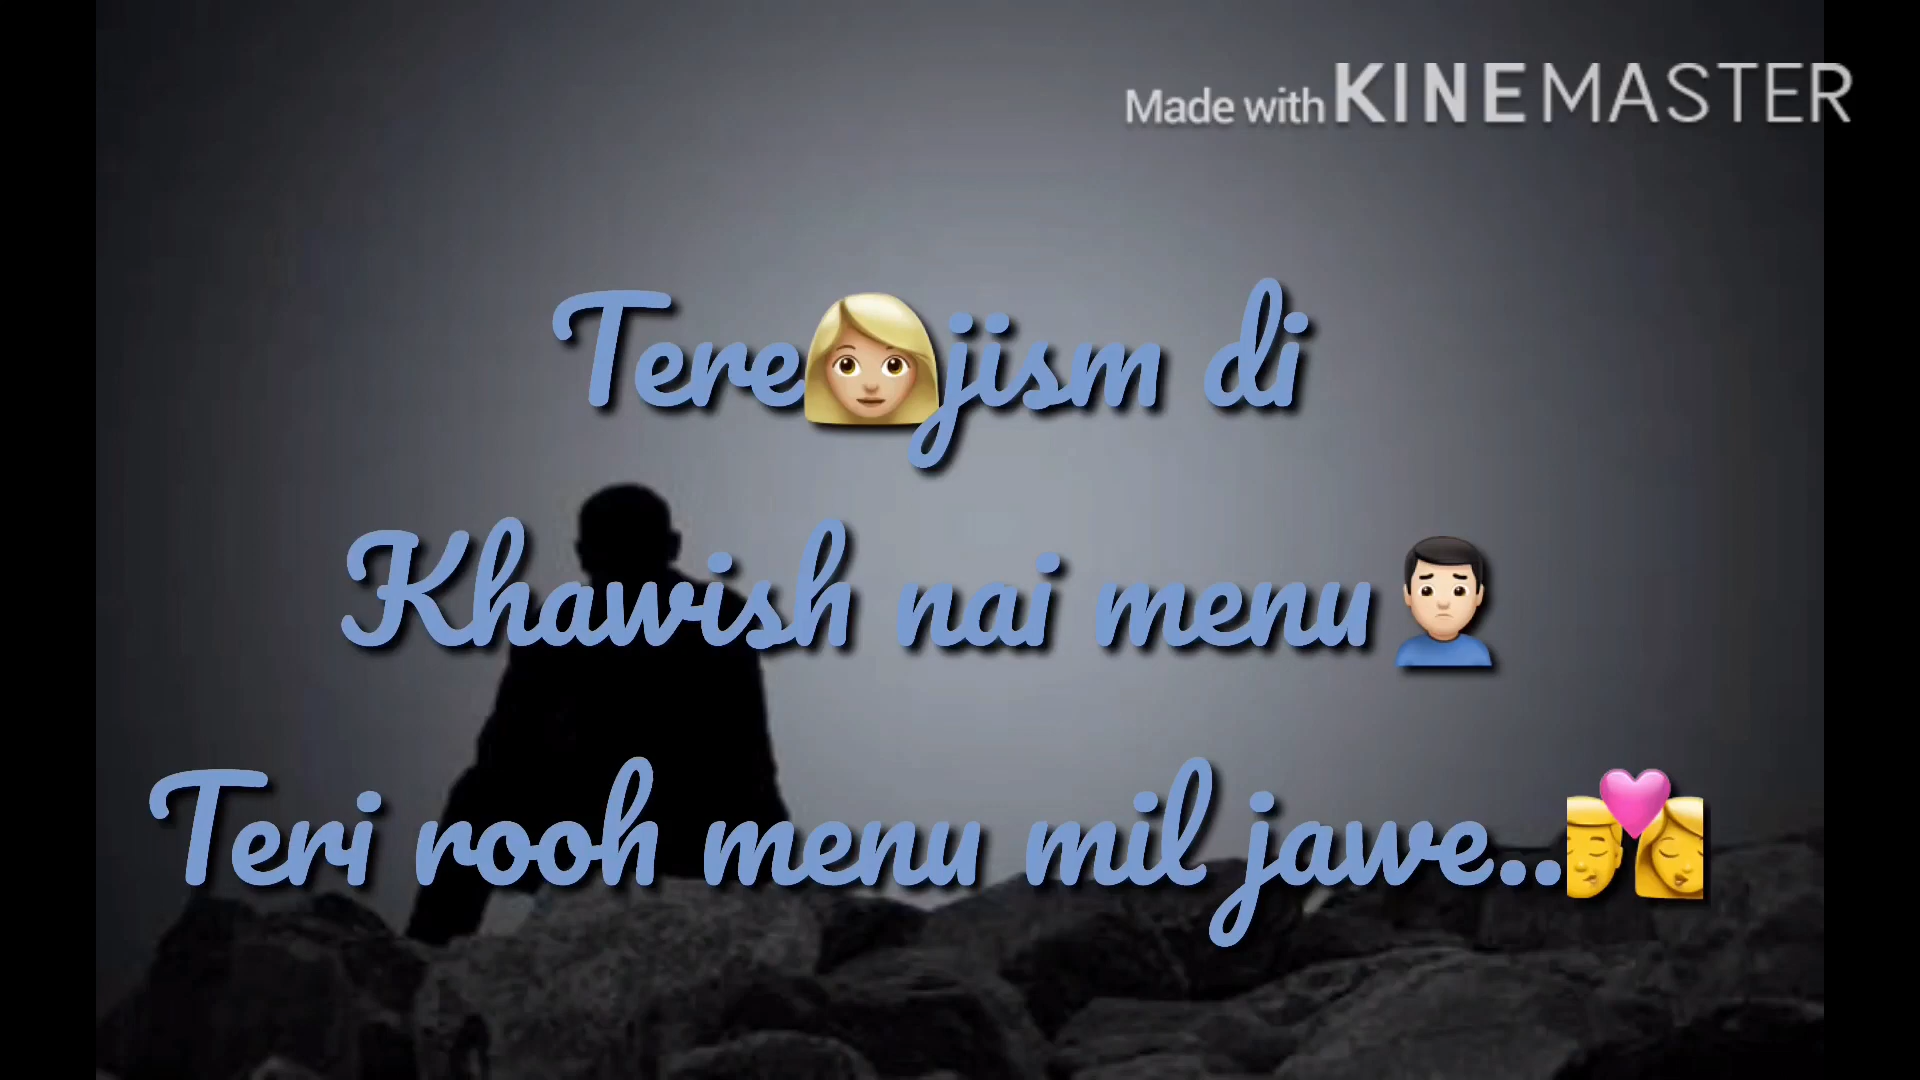 Made with KINEMASTER
Tere👩🏼jism di
Khawish nai menu🙍🏻‍♂️
Teri rooh menu mil jawe..💏